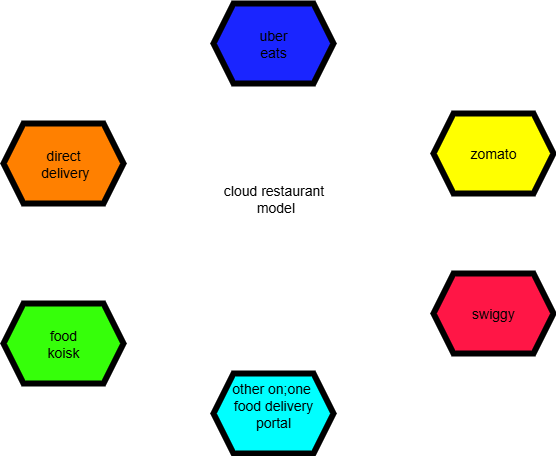 uber
eats
direct
delivery
zomato
cloud restaurant
model
swiggy
food
koisk
other on;one
food delivery
portal